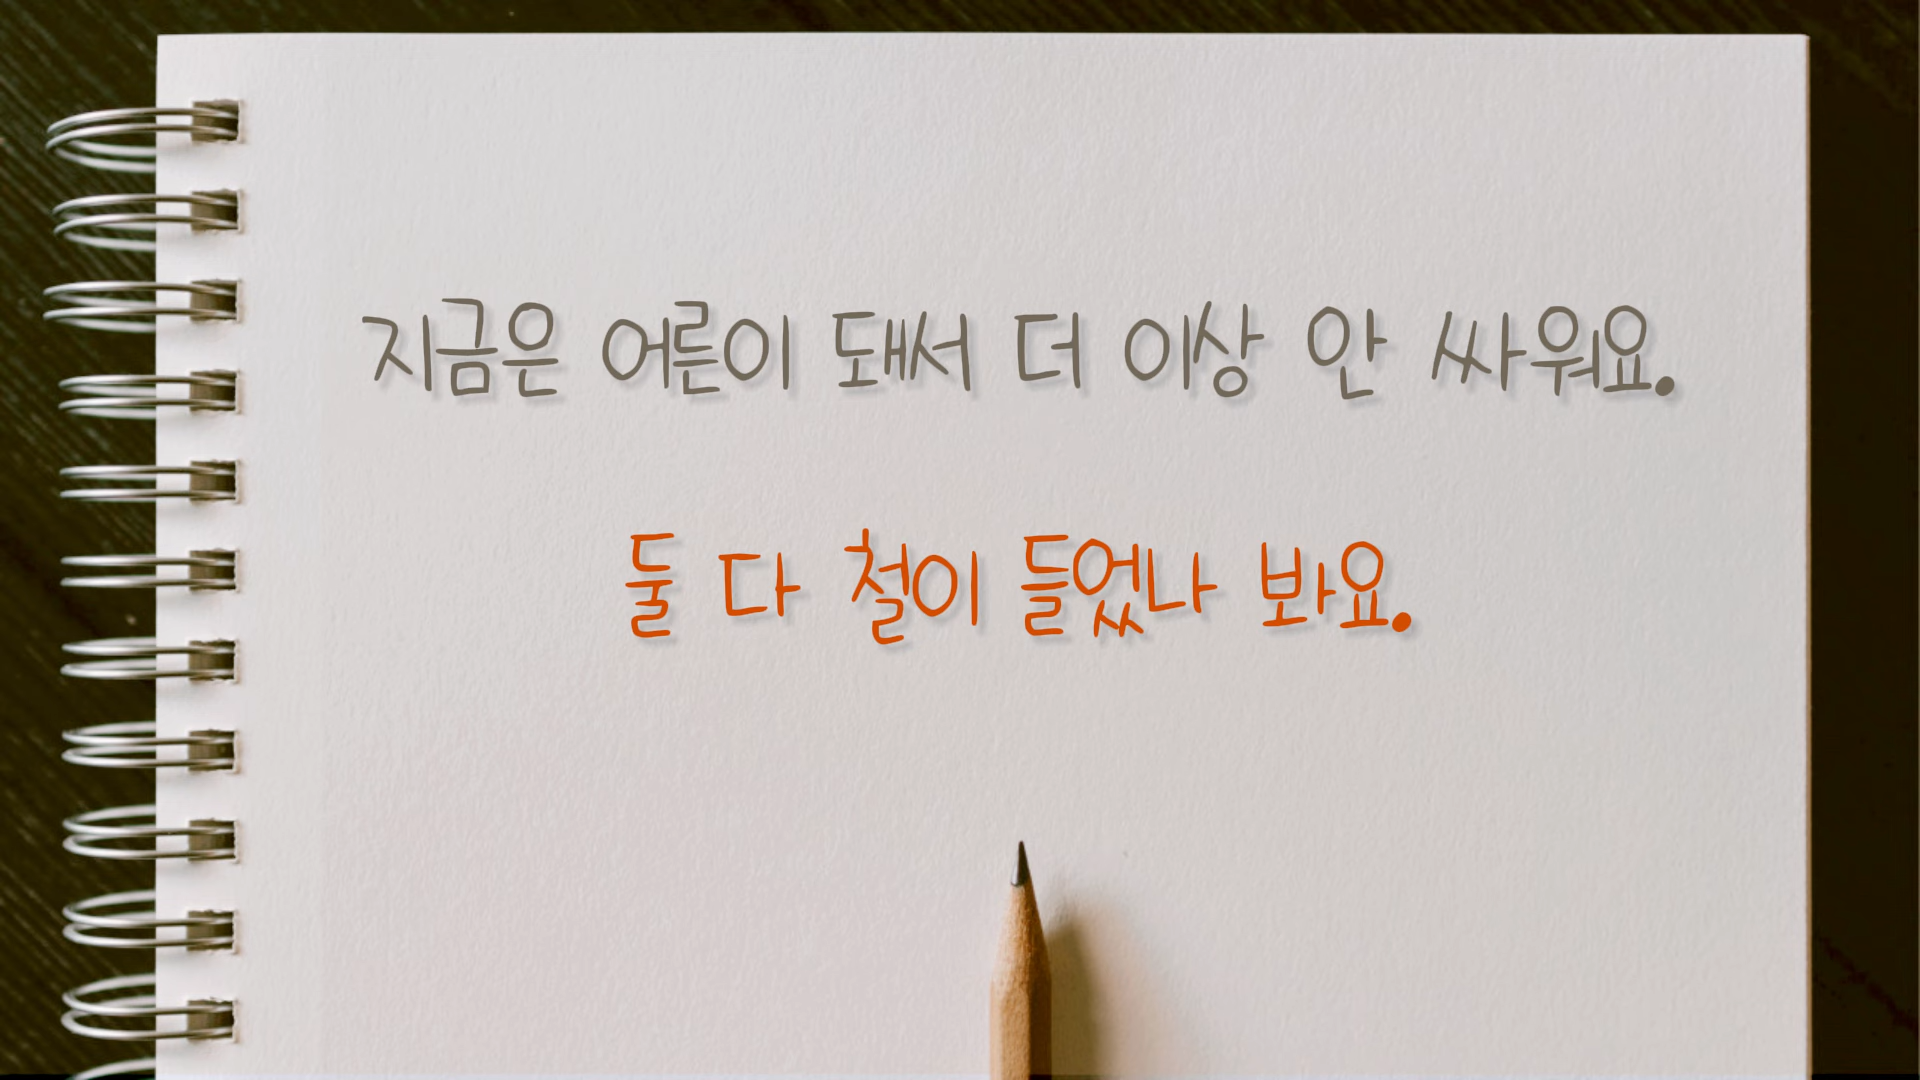 지금은 어른이 돼서 더 이상 안 싸워요.
둘 다 철이 들었나 봐요.